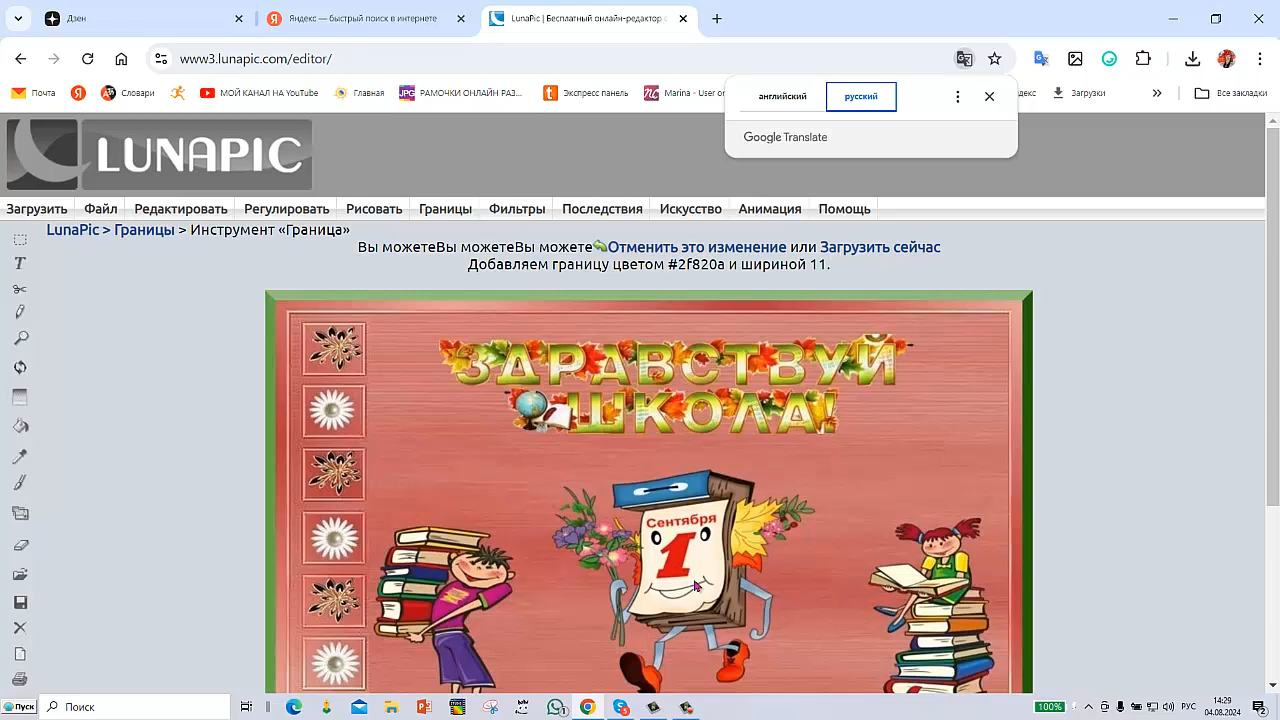 Дзен
Яндекс — быстрый поиск в интернете
LunaPic | Бесплатный онлайн-редактор
www3.lunapic.com/editor/
Почта
Словари
МОЙ КАНАЛ на YouTube
Главная
РАМОЧКИ ОНЛАЙН РАЗ...
Экспресс панель
Marina - User
Загрузки
Все закладки
английский
русский
Google Translate
LUNAPIC
Загрузить
Файл
Редактировать
Регулировать
Рисовать
Границы
Фильтры
Последствия
Искусство
Анимация
Помощь
LunaPic > Границы > Инструмент «Граница»
Вы можетеВы можетеВы можете Отменить это изменение или Загрузить сейчас
Добавляем границу цветом #2f820a и шириной 11.
ЗДРАВСТВУЙ
ШКОЛА!
Сентября
1
Пуск
Поиск
100%
РУС
14:29
04.08.2024